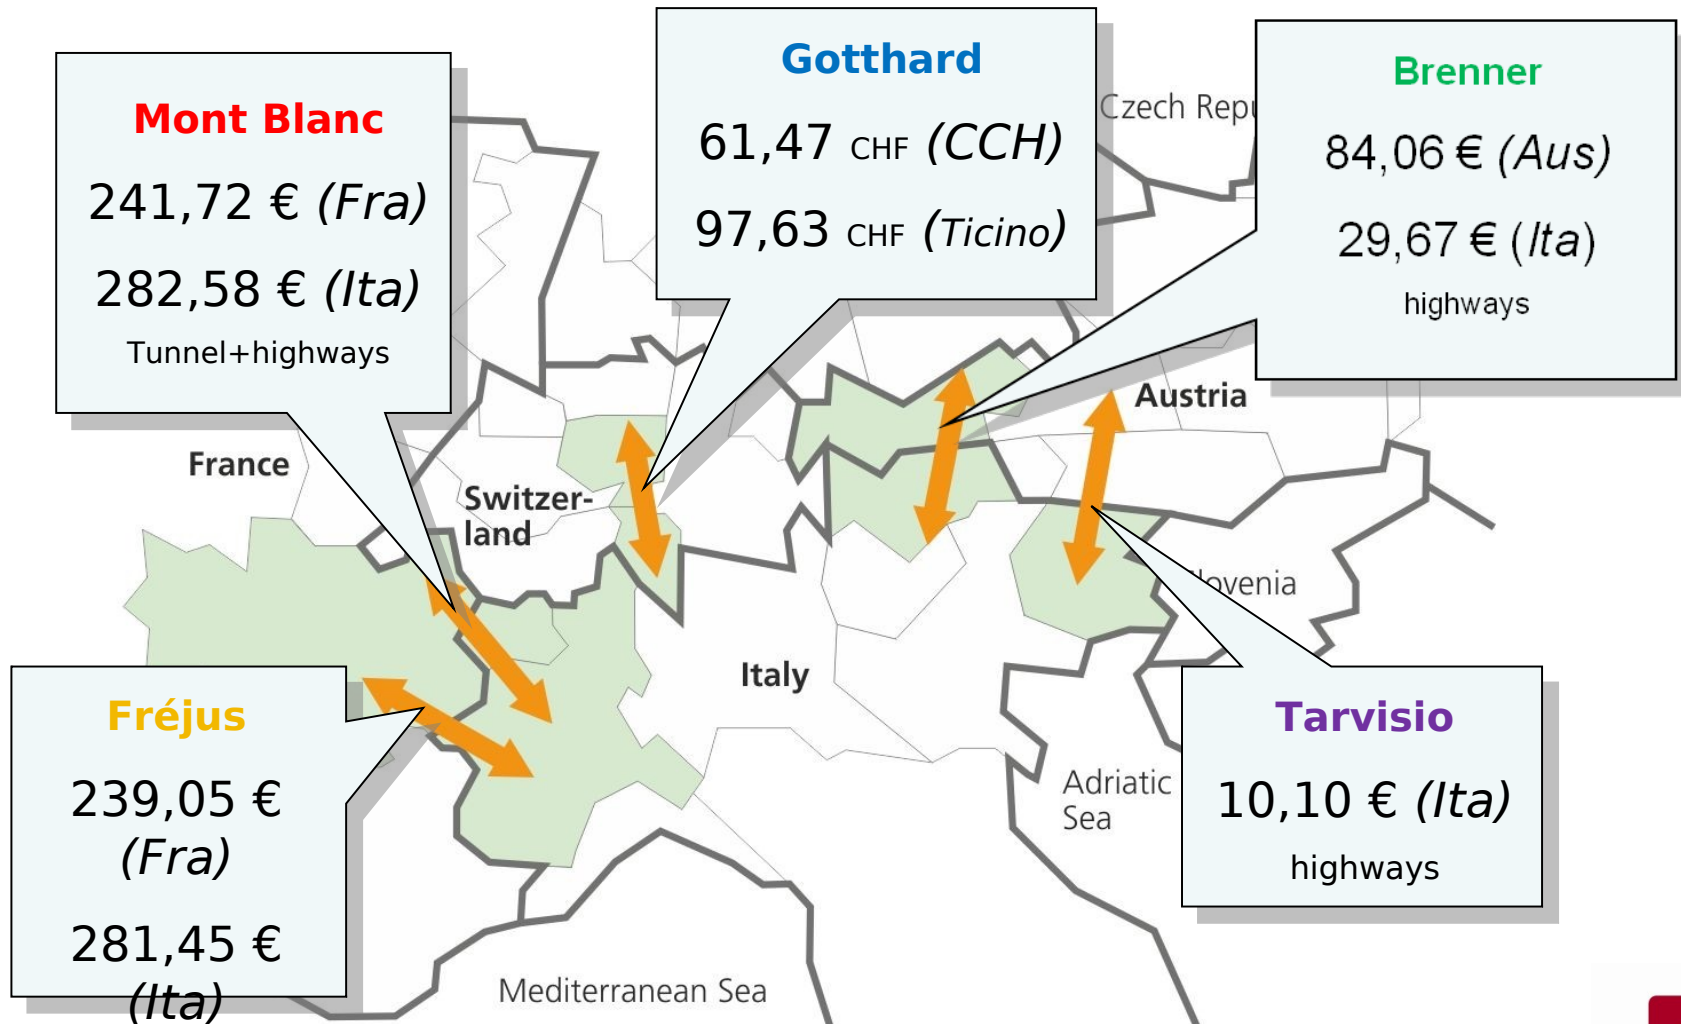 Mont Blanc
241,72 € (Fra)
282,58 € (Ita)
Tunnel+highways
Gotthard
61,47 CHF (CCH)
97,63 CHF (Ticino)
Brenner
84,06 € (Aus)
29,67 € (Ita)
highways
Czech
Austria
France
Switzer-
land
Italy
Fréjus
239,05 €
(Fra)
281,45 €
(Ita)
Tarvisio
10,10 € (Ita)
highways
Adriatic
Sea
Mediterranean Sea